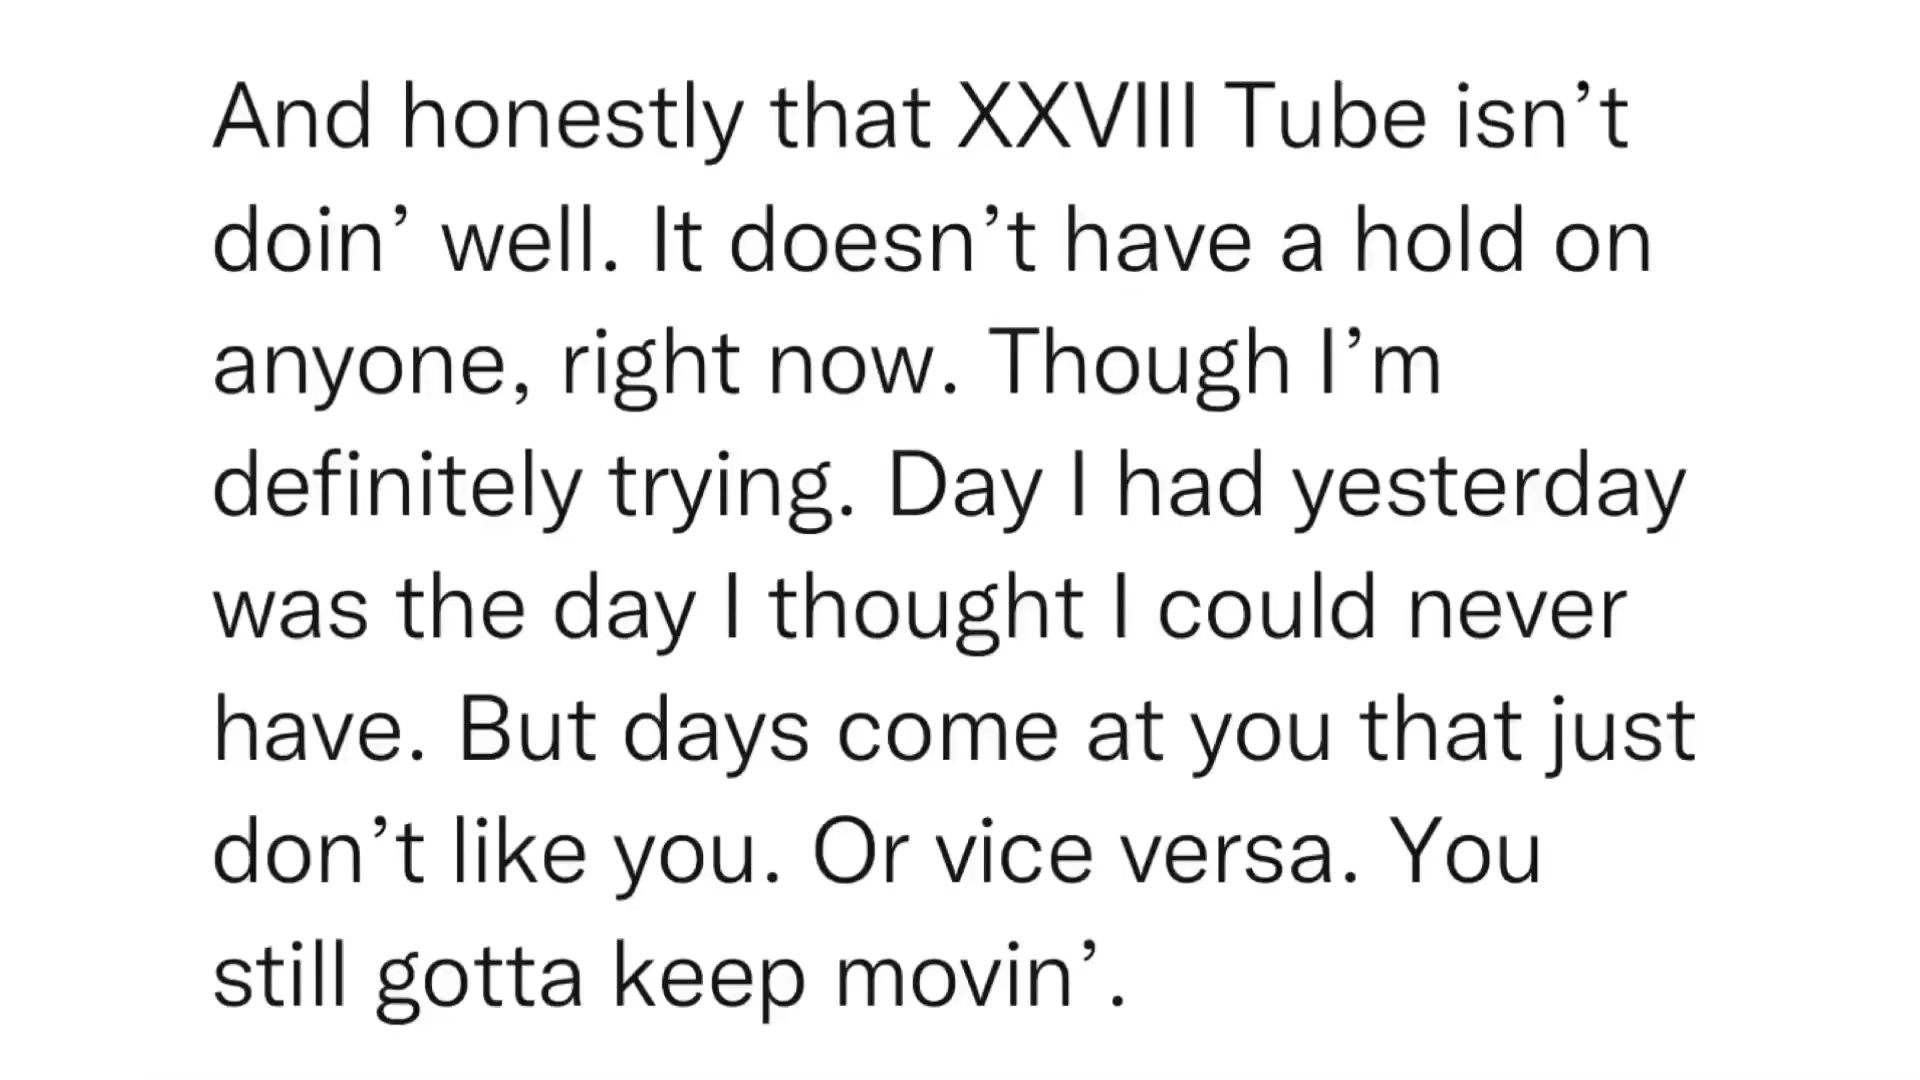 And honestly that XXVIII Tube isn’t
doin’ well. It doesn’t have a hold on
anyone, right now. Though I’m
definitely trying. Day I had yesterday
was the day I thought I could never
have. But days come at you that just
don’t like you. Or vice versa. You
still gotta keep movin’.